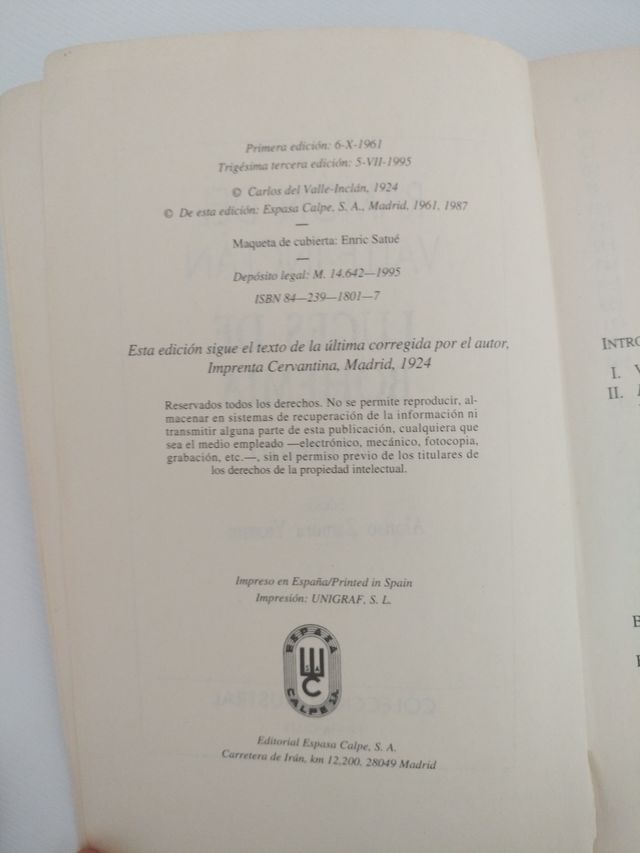 Primera edición: 6-X-1961
Trigésima tercera edición: 5-VII-1995
© Carlos del Valle-Inclán, 1924
© De esta edición: Espasa Calpe, S. A., Madrid, 1961, 1987
—
Maqueta de cubierta: Enric Satué
—
Depósito legal: M. 14.642—1995
ISBN 84—239—1801—7
Esta edición sigue el texto de la última corregida por el autor,
Imprenta Cervantina, Madrid, 1924
Reservados todos los derechos. No se permite reproducir, al-
macenar en sistemas de recuperación de la información ni
transmitir alguna parte de esta publicación, cualquiera que
sea el medio empleado —electrónico, mecánico, fotocopia,
grabación, etc.—, sin el permiso previo de los titulares de
los derechos de la propiedad intelectual.
Impreso en España/Printed in Spain
Impresión: UNIGRAF, S. L.
ESPASA
S A
CALPE S.A.
Editorial Espasa Calpe, S. A.
Carretera de Irún, km 12,200. 28049 Madrid
INTRO
I.
II.